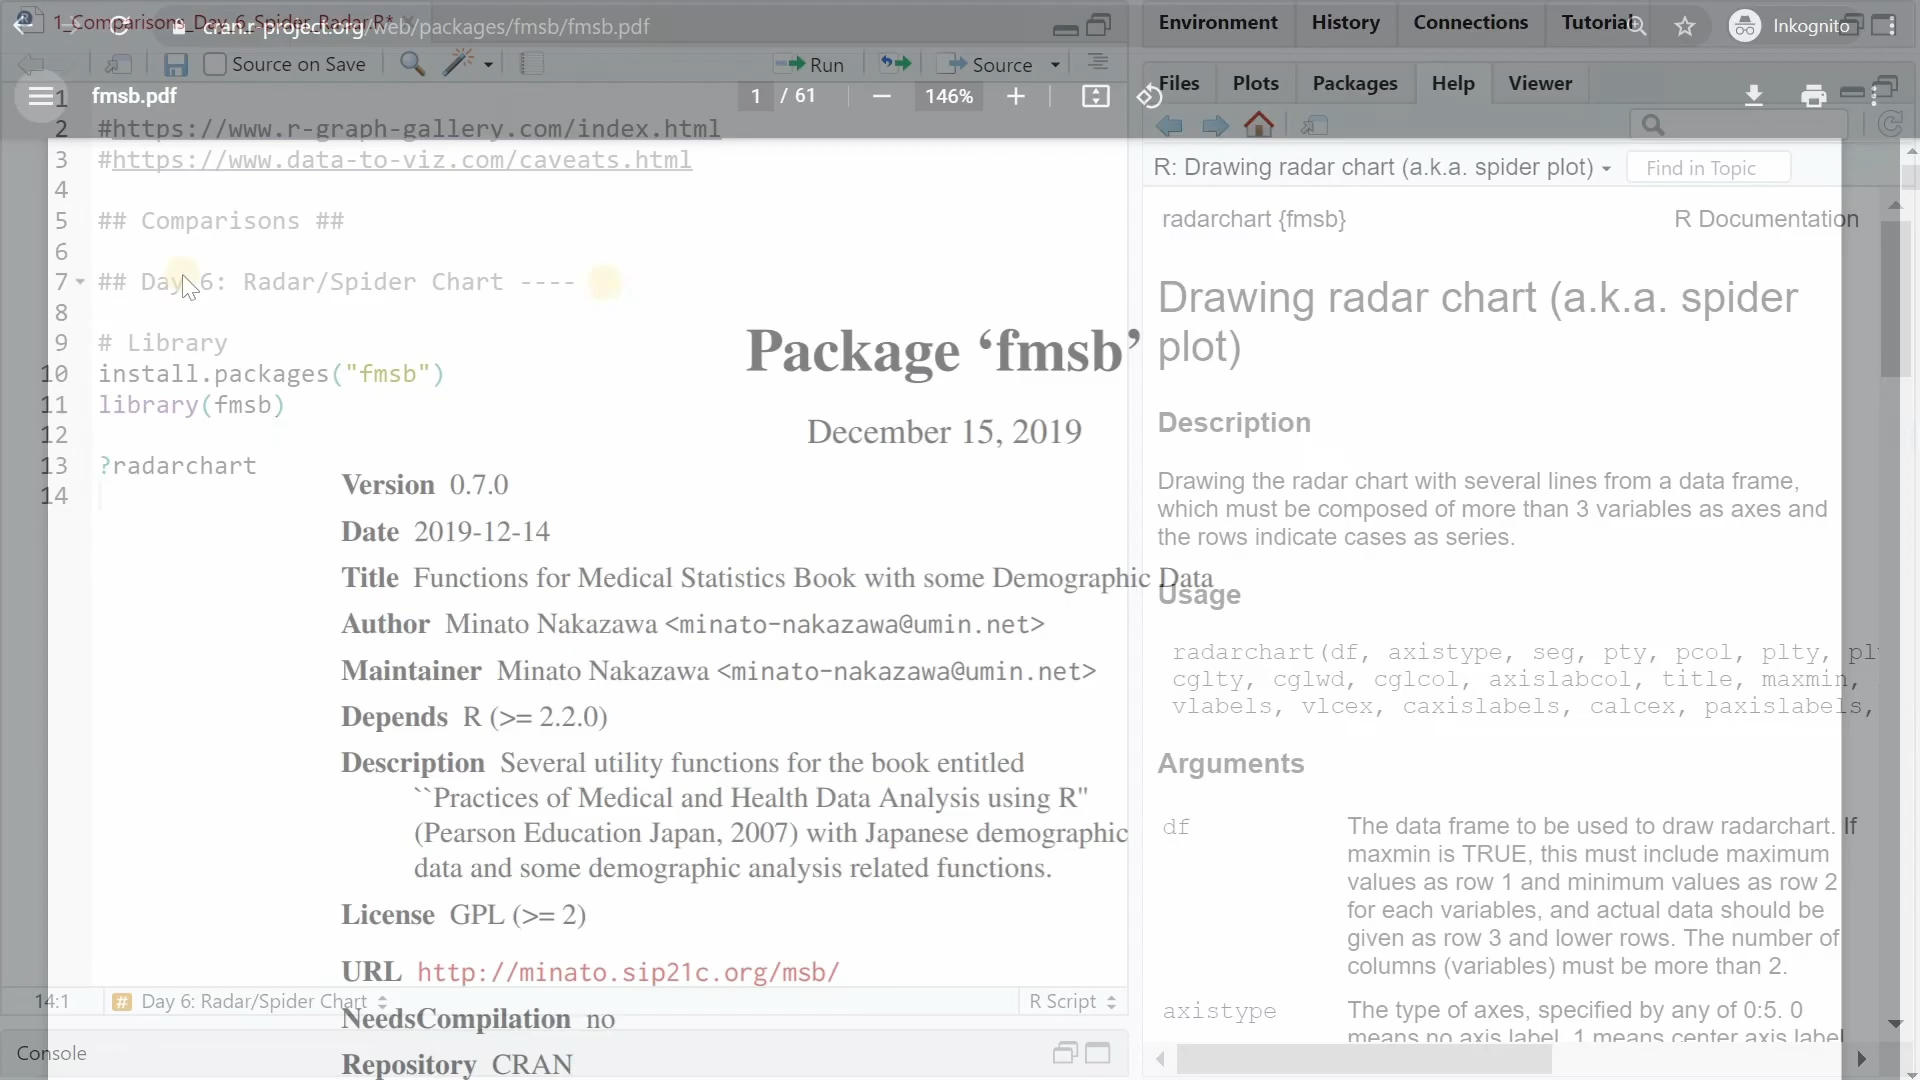 1_Comparisons_Day_6_Spider_Radar.R*
cran.r-project.org/web/packages/fmsb/fmsb.pdf
Inkognito
Source on Save
Run
Source
fmsb.pdf
1 / 61
146%
1
2 #https://www.r-graph-gallery.com/index.html
3 #https://www.data-to-viz.com/caveats.html
4
5 ## Comparisons ##
6
7 ## Day 6: Radar/Spider Chart ----
8
9 # Library
10 install.packages("fmsb")
11 library(fmsb)
12
13 ?radarchart
14
Package ‘fmsb’
December 15, 2019
Version 0.7.0
Date 2019-12-14
Title Functions for Medical Statistics Book with some Demographic Data
Author Minato Nakazawa <minato-nakazawa@umin.net>
Maintainer Minato Nakazawa <minato-nakazawa@umin.net>
Depends R (>= 2.2.0)
Description Several utility functions for the book entitled
``Practices of Medical and Health Data Analysis using R''
(Pearson Education Japan, 2007) with Japanese demographic
data and some demographic analysis related functions.
License GPL (>= 2)
URL http://minato.sip21c.org/msb/
NeedsCompilation no
Repository CRAN
14:1
# Day 6: Radar/Spider Chart
R Script
Console
Environment History Connections Tutorial
Files Plots Packages Help Viewer
R: Drawing radar chart (a.k.a. spider plot)
Find in Topic
radarchart {fmsb}
R Documentation
Drawing radar chart (a.k.a. spider
plot)
Description
Drawing the radar chart with several lines from a data frame,
which must be composed of more than 3 variables as axes and
the rows indicate cases as series.
Usage
radarchart(df, axistype, seg, pty, pcol, plty, pl
cglty, cglwd, cglcol, axislabcol, title, maxmin,
vlabels, vlcex, caxislabels, calcex, paxislabels,
Arguments
df
The data frame to be used to draw radarchart. If
maxmin is TRUE, this must include maximum
values as row 1 and minimum values as row 2
for each variables, and actual data should be
given as row 3 and lower rows. The number of
columns (variables) must be more than 2.
axistype
The type of axes, specified by any of 0:5. 0
means no axis label. 1 means center axis label